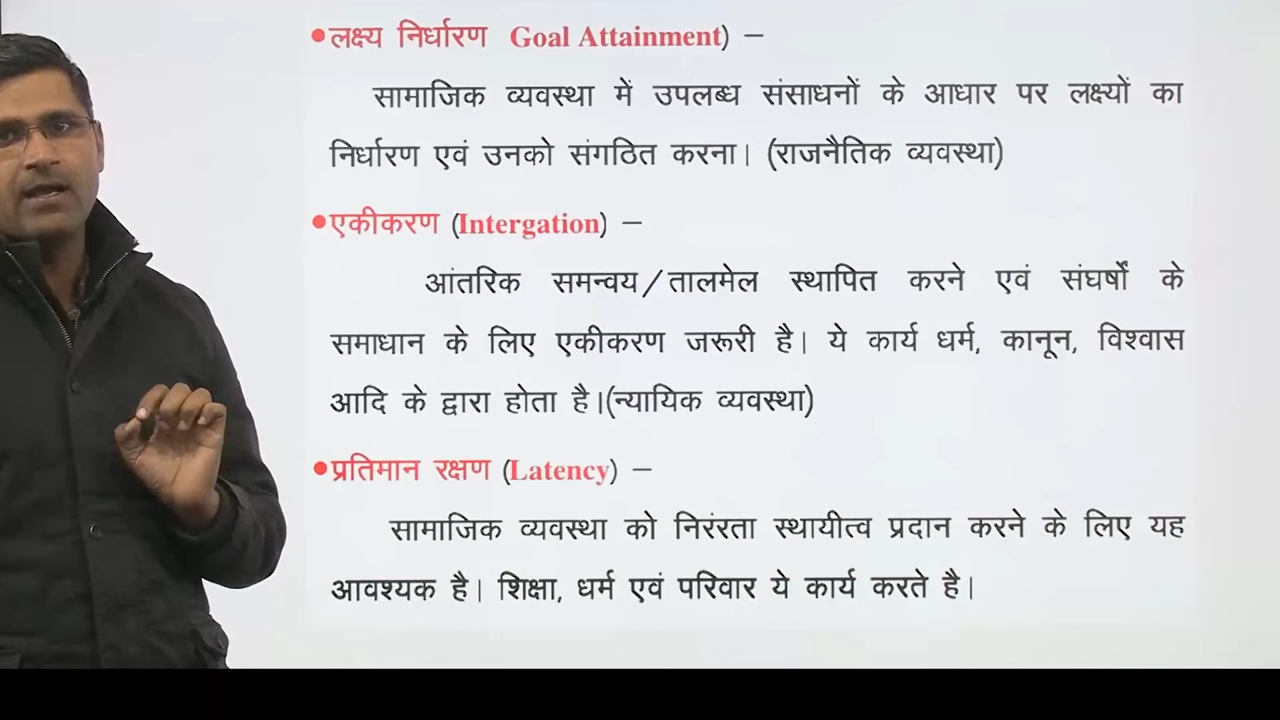 •लक्ष्य निर्धारण Goal Attainment) –
सामाजिक व्यवस्था में उपलब्ध संसाधनों के आधार पर लक्ष्यों का
निर्धारण एवं उनको संगठित करना। (राजनैतिक व्यवस्था)
•एकीकरण (Intergation) –
आंतरिक समन्वय/तालमेल स्थापित करने एवं संघर्षों के
समाधान के लिए एकीकरण जरूरी है। ये कार्य धर्म, कानून, विश्वास
आदि के द्वारा होता है।(न्यायिक व्यवस्था)
•प्रतिमान रक्षण (Latency) –
सामाजिक व्यवस्था को निरंरता स्थायीत्व प्रदान करने के लिए यह
आवश्यक है। शिक्षा, धर्म एवं परिवार ये कार्य करते है।